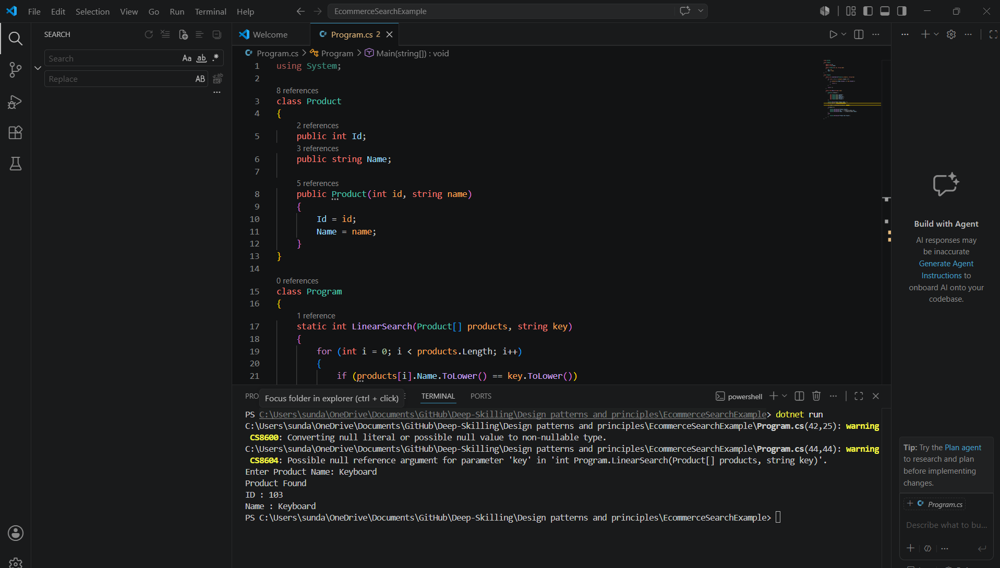 File Edit Selection View Go Run Terminal Help
EcommerceSearchExample
SEARCH
Search
Aa ab .*
Replace
AB
Welcome
C# Program.cs 2
C# Program.cs > Program > Main(string[]) : void
1 using System;
2
8 references
3 class Product
4 {
2 references
5 public int Id;
3 references
6 public string Name;
7
5 references
8 public Product(int id, string name)
9 {
10 Id = id;
11 Name = name;
12 }
13 }
14
0 references
15 class Program
16 {
1 reference
17 static int LinearSearch(Product[] products, string key)
18 {
19 for (int i = 0; i < products.Length; i++)
20 {
21 if (products[i].Name.ToLower() == key.ToLower())
PRO
Focus folder in explorer (ctrl + click)
TERMINAL
PORTS
powershell
PS C:\Users\sunda\OneDrive\Documents\GitHub\Deep-Skilling\Design patterns and principles\EcommerceSearchExample> dotnet run
C:\Users\sunda\OneDrive\Documents\GitHub\Deep-Skilling\Design patterns and principles\EcommerceSearchExample\Program.cs(42,25): warning
CS8600: Converting null literal or possible null value to non-nullable type.
C:\Users\sunda\OneDrive\Documents\GitHub\Deep-Skilling\Design patterns and principles\EcommerceSearchExample\Program.cs(44,44): warning
CS8604: Possible null reference argument for parameter 'key' in 'int Program.LinearSearch(Product[] products, string key)'.
Enter Product Name: Keyboard
Product Found
ID : 103
Name : Keyboard
PS C:\Users\sunda\OneDrive\Documents\GitHub\Deep-Skilling\Design patterns and principles\EcommerceSearchExample>
Build with Agent
AI responses may
be inaccurate
Generate Agent
Instructions to
onboard AI onto your
codebase.
Tip: Try the Plan agent
to research and plan
before implementing
changes.
C# Program.cs
Describe what to bu...